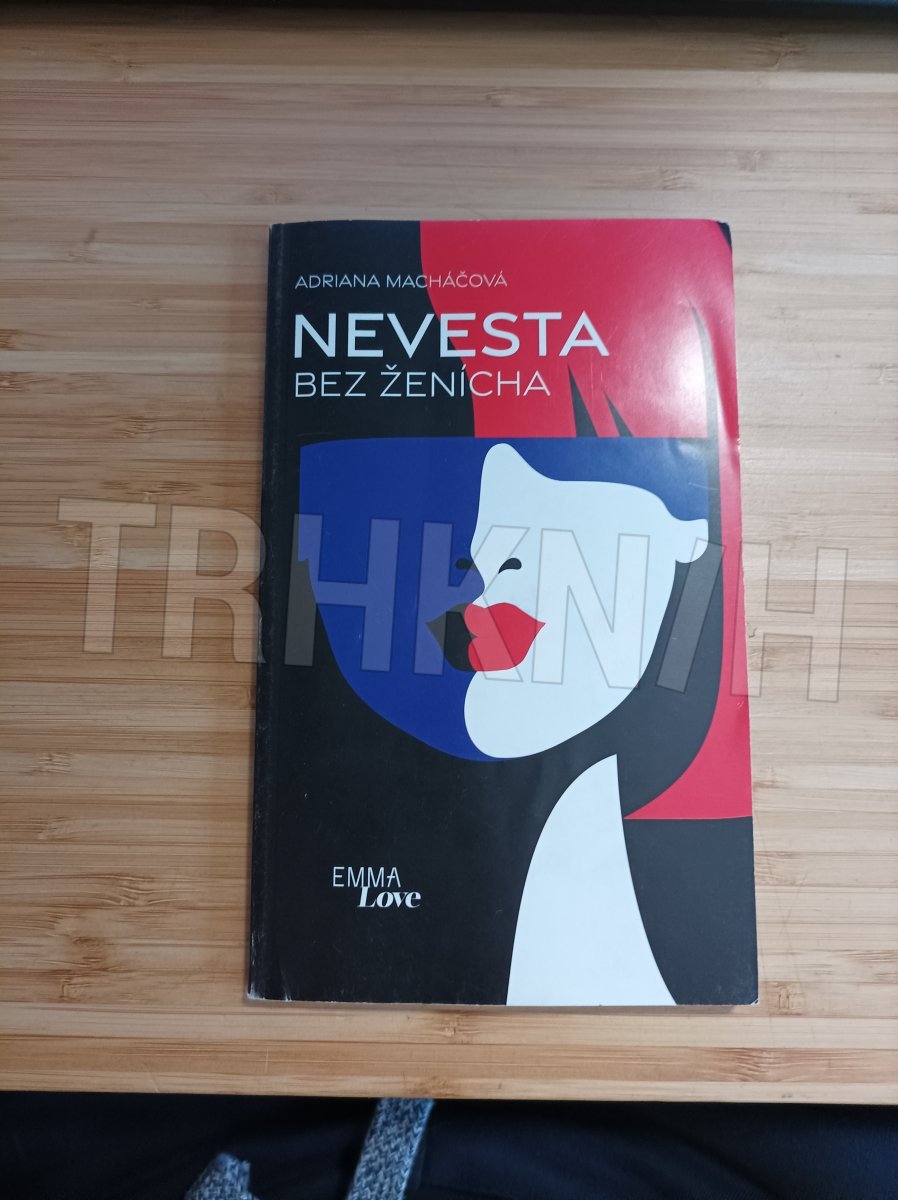 ADRIANA MACHÁČOVÁ
NEVESTA
BEZ ŽENÍCHA
TRHKNIH
EMMA
Love